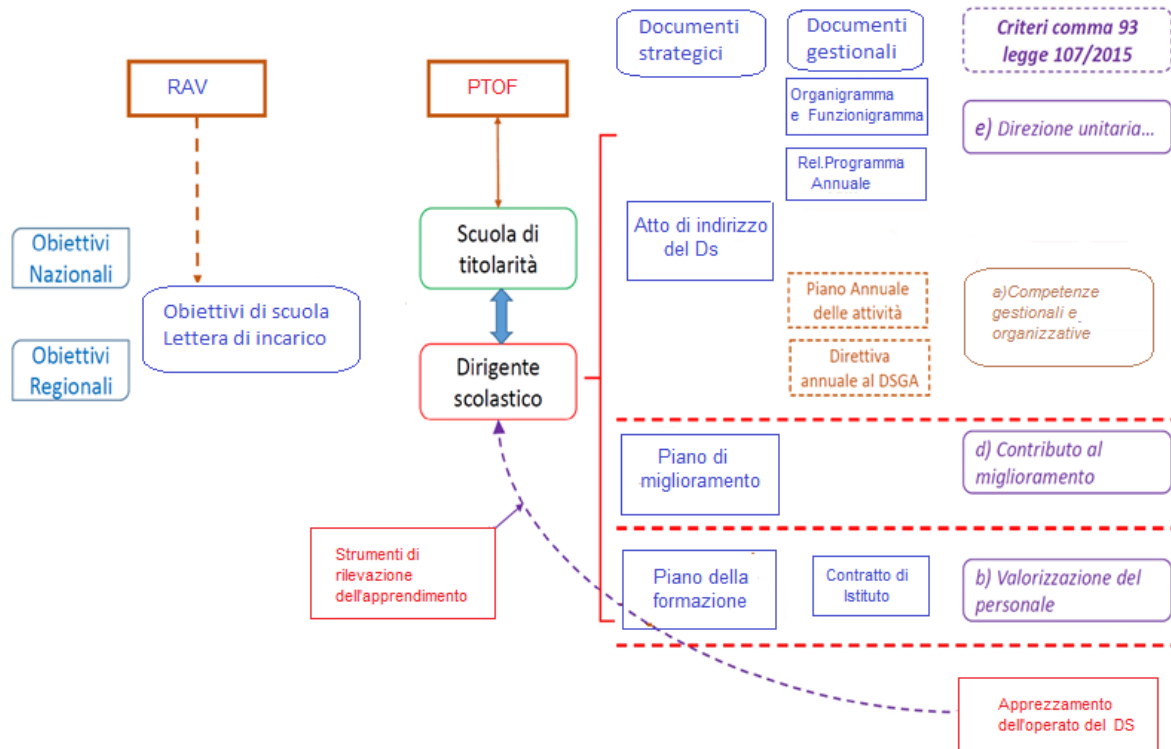 RAV
PTOF
Documenti
strategici
Documenti
gestionali
Criteri comma 93
legge 107/2015
Organigramma
e Funzionigramma
e) Direzione unitaria...
Rel.Programma
Annuale
Obiettivi
Nazionali
Scuola di
titolarità
Atto di indirizzo
del Ds
Obiettivi di scuola
Lettera di incarico
Piano Annuale
delle attività
a)Competenze
gestionali e
organizzative
Obiettivi
Regionali
Dirigente
scolastico
Direttiva
annuale al DSGA
Piano di
miglioramento
d) Contributo al
miglioramento
Strumenti di
rilevazione
dell'apprendimento
Piano della
formazione
Contratto di
Istituto
b) Valorizzazione del
personale
Apprezzamento
dell'operato del DS